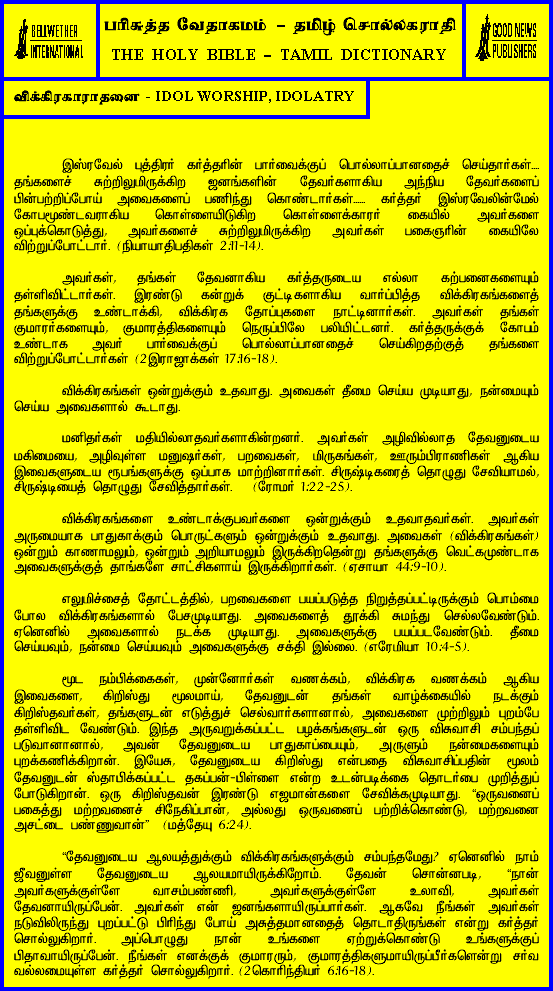 BELLWETHER
INTERNATIONAL
பரிசுத்த வேதாகமம் - தமிழ் சொல்லகராதி
THE HOLY BIBLE - TAMIL DICTIONARY
GOOD NEWS
PUBLISHERS
விக்கிரகாராதனை - IDOL WORSHIP, IDOLATRY
இஸ்ரவேல் புத்திரர் கர்த்தரின் பார்வைக்குப் பொல்லாப்பானதைச் செய்தார்கள்....
தங்களைச் சுற்றிலுமிருக்கிற ஜனங்களின் தேவர்களாகிய அந்நிய தேவர்களைப்
பின்பற்றிப்போய் அவைகளைப் பணிந்து கொண்டார்கள்...... கர்த்தர் இஸ்ரவேலின்மேல்
கோபமூண்டவராகிய கொள்ளையிடுகிற கொள்ளைக்காரர் கையில் அவர்களை
ஒப்புக்கொடுத்து, அவர்களைச் சுற்றிலுமிருக்கிற அவர்கள் பகைஞரின் கையிலே
விற்றுப்போட்டார். (நியாயாதிபதிகள் 2:11-14).
அவர்கள், தங்கள் தேவனாகிய கர்த்தருடைய எல்லா கற்பனைகளையும்
தள்ளிவிட்டார்கள். இரண்டு கன்றுக் குட்டிகளாகிய வார்ப்பித்த விக்கிரகங்களைத்
தங்களுக்கு உண்டாக்கி, விக்கிரக தோப்புகளை நாட்டினார்கள். அவர்கள் தங்கள்
குமாரர்களையும், குமாரத்திகளையும் நெருப்பிலே பலியிட்டனர். கர்த்தருக்குக் கோபம்
உண்டாக அவர் பார்வைக்குப் பொல்லாப்பானதைச் செய்கிறதற்குத் தங்களை
விற்றுப்போட்டார்கள் (2இராஜாக்கள் 17:16-18).
விக்கிரகங்கள் ஒன்றுக்கும் உதவாது. அவைகள் தீமை செய்ய முடியாது, நன்மையும்
செய்ய அவைகளால் கூடாது.
மனிதர்கள் மதியில்லாதவர்களாகின்றனர். அவர்கள் அழிவில்லாத தேவனுடைய
மகிமையை, அழிவுள்ள மனுஷர்கள், பறவைகள், மிருகங்கள், ஊரும்பிராணிகள் ஆகிய
இவைகளுடைய ரூபங்களுக்கு ஒப்பாக மாற்றினார்கள். சிருஷ்டிகரைத் தொழுது சேவியாமல்,
சிருஷ்டியைத் தொழுது சேவித்தார்கள். (ரோமர் 1:22-25).
விக்கிரகங்களை உண்டாக்குபவர்களை ஒன்றுக்கும் உதவாதவர்கள். அவர்கள்
அருமையாக பாதுகாக்கும் பொருட்களும் ஒன்றுக்கும் உதவாது. அவைகள் (விக்கிரகங்கள்)
ஒன்றும் காணாமலும், ஒன்றும் அறியாமலும் இருக்கிறதென்று தங்களுக்கு வெட்கமுண்டாக
அவைகளுக்குத் தாங்களே சாட்சிகளாய் இருக்கிறார்கள். (ஏசாயா 44:9-10).
எலுமிச்சைத் தோட்டத்தில், பறவைகளை பயப்படுத்த நிறுத்தப்பட்டிருக்கும் பொம்மை
போல விக்கிரகங்களால் பேசமுடியாது. அவைகளைத் தூக்கி சுமந்து செல்லவேண்டும்.
ஏனெனில் அவைகளால் நடக்க முடியாது. அவைகளுக்கு பயப்படவேண்டும். தீமை
செய்யவும், நன்மை செய்யவும் அவைகளுக்கு சக்தி இல்லை. (எரேமியா 10:4-5).
மூட நம்பிக்கைகள், முன்னோர்கள் வணக்கம், விக்கிரக வணக்கம் ஆகிய
இவைகளை, கிறிஸ்து மூலமாய், தேவனுடன் தங்கள் வாழ்க்கையில் நடக்கும்
கிறிஸ்தவர்கள், தங்களுடன் எடுத்துச் செல்வார்களானால், அவைகளை முற்றிலும் புறம்பே
தள்ளிவிட வேண்டும். இந்த அருவறுக்கப்பட்ட பழக்கங்களுடன் ஒரு விசுவாசி சம்பந்தப்
படுவானானால், அவன் தேவனுடைய பாதுகாப்பையும், அருளும் நன்மைகளையும்
புறக்கணிக்கிறான். இயேசு, தேவனுடைய கிறிஸ்து என்பதை விசுவாசிப்பதின் மூலம்
தேவனுடன் ஸ்தாபிக்கப்பட்ட தகப்பன்-பிள்ளை என்ற உடன்படிக்கை தொடர்பை முறித்துப்
போடுகிறான். ஒரு கிறிஸ்தவன் இரண்டு எஜமான்களை சேவிக்கமுடியாது. "ஒருவனைப்
பகைத்து மற்றவனைச் சிநேகிப்பான், அல்லது ஒருவனைப் பற்றிக்கொண்டு, மற்றவனை
அசட்டை பண்ணுவான்" (மத்தேயு 6:24).
"தேவனுடைய ஆலயத்துக்கும் விக்கிரகங்களுக்கும் சம்பந்தமேது? ஏனெனில் நாம்
ஜீவனுள்ள தேவனுடைய ஆலயமாயிருக்கிறோம். தேவன் சொன்னபடி, "நான்
அவர்களுக்குள்ளே வாசம்பண்ணி, அவர்களுக்குள்ளே உலாவி, அவர்கள்
தேவனாயிருப்பேன். அவர்கள் என் ஜனங்களாயிருப்பார்கள். ஆகவே நீங்கள் அவர்கள்
நடுவிலிருந்து புறப்பட்டு பிரிந்து போய் அசுத்தமானதைத் தொடாதிருங்கள் என்று கர்த்தர்
சொல்லுகிறார். அப்பொழுது நான் உங்களை ஏற்றுக்கொண்டு உங்களுக்குப்
பிதாவாயிருப்பேன். நீங்கள் எனக்குக் குமாரரும், குமாரத்திகளுமாயிருப்பீர்களென்று சர்வ
வல்லமையுள்ள கர்த்தர் சொல்லுகிறார். (2கொரிந்தியர் 6:16-18).